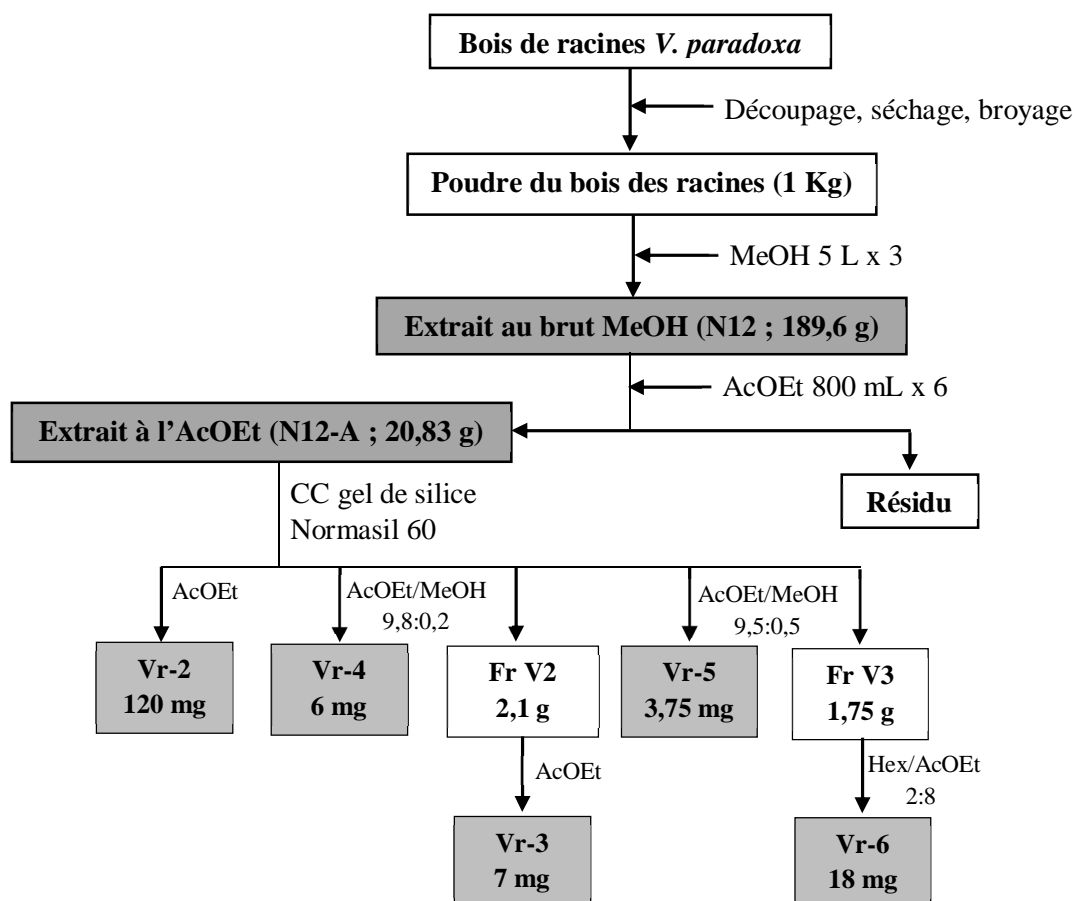 Bois de racines V. paradoxa
Découpage, séchage, broyage
Poudre du bois des racines (1 Kg)
MeOH 5 L x 3
Extrait au brut MeOH (N12 ; 189,6 g)
AcOEt 800 mL x 6
Extrait à l’AcOEt (N12-A ; 20,83 g)
Résidu
CC gel de silice
Normasil 60
AcOEt
AcOEt/MeOH
9,8:0,2
AcOEt/MeOH
9,5:0,5
Vr-2
120 mg
Vr-4
6 mg
Fr V2
2,1 g
Vr-5
3,75 mg
Fr V3
1,75 g
AcOEt
Hex/AcOEt
2:8
Vr-3
7 mg
Vr-6
18 mg